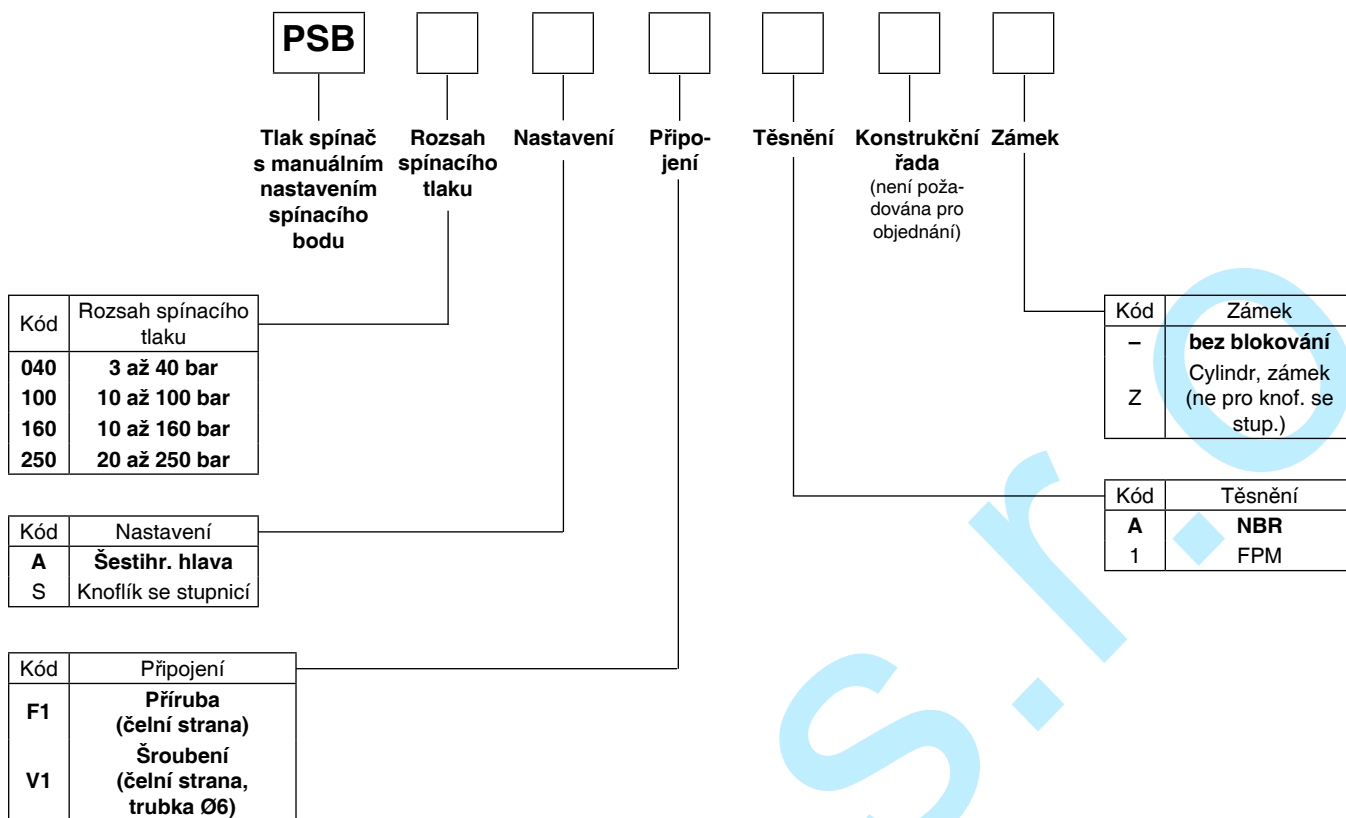 PSB
Tlak spínač
s manuálním
nastavením
spínacího
bodu
Rozsah
spínacího
tlaku
Nastavení
Připo-
jení
Těsnění
Konstrukční
řada
(není poža-
dována pro
objednání)
Zámek
Kód Rozsah spínacího
tlaku
040 3 až 40 bar
100 10 až 100 bar
160 10 až 160 bar
250 20 až 250 bar
Kód Nastavení
A Šestihr. hlava
S Knoflík se stupnicí
Kód Připojení
F1 Příruba
(čelní strana)
V1 Šroubení
(čelní strana,
trubka Ø6)
Kód Zámek
– bez blokování
Z Cylindr, zámek
(ne pro knof. se
stup.)
Kód Těsnění
A NBR
1 FPM
s.r.o